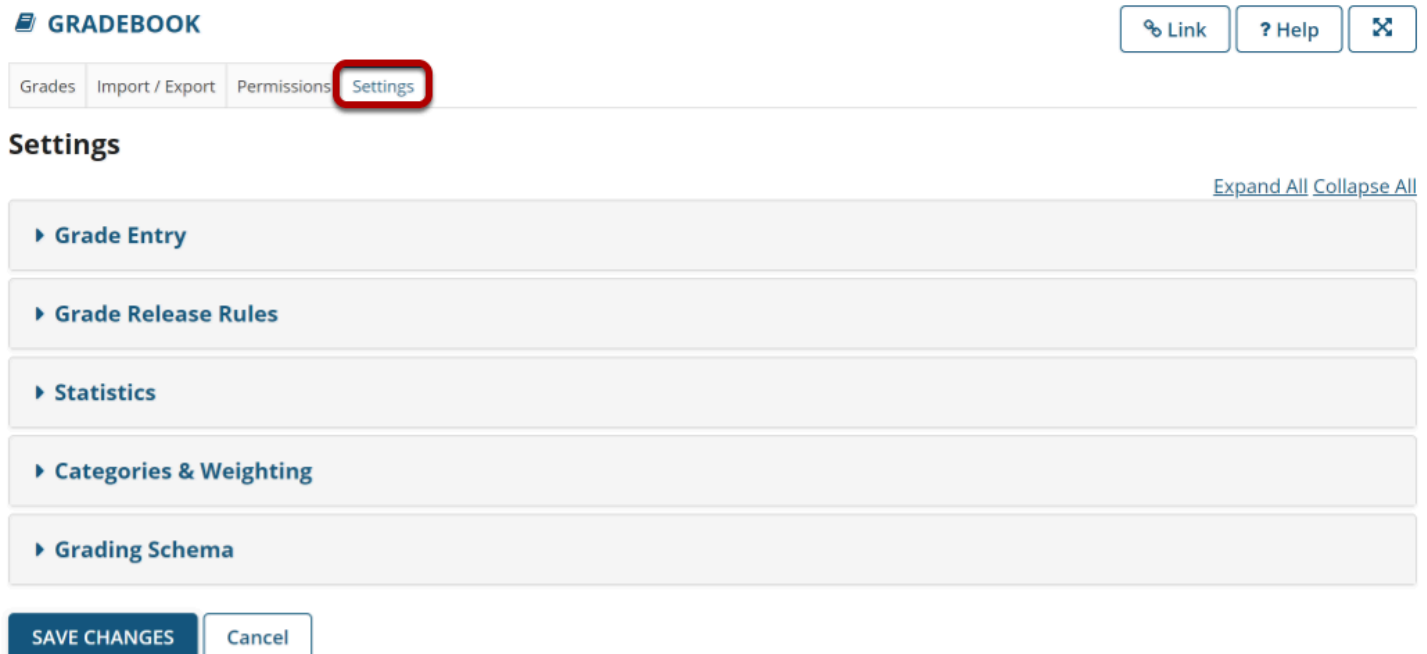 GRADEBOOK
Link ? Help
Grades Import / Export Permissions Settings
Settings
Expand All Collapse All
Grade Entry
Grade Release Rules
Statistics
Categories & Weighting
Grading Schema
SAVE CHANGES Cancel